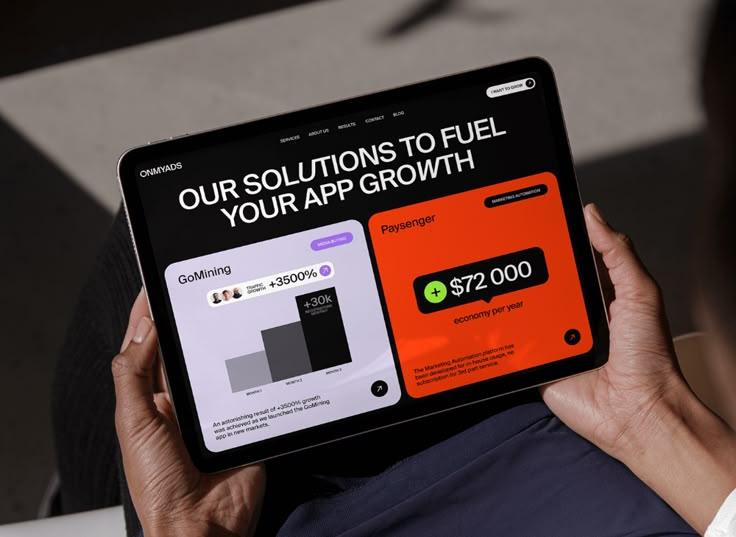 I WANT TO GROW
SERVICES ABOUT US RESULTS CONTACT BLOG
ONMYADS
OUR SOLUTIONS TO FUEL
YOUR APP GROWTH
GoMining
MEDIA BUYING
TRAFFIC
GROWTH
+3500%
+30k
MONTHLY
MONTH 1
MONTH 2
MONTH 3
An astonishing result of +3500% growth
was achieved as we launched the GoMining
app in new markets.
Paysenger
MARKETING AUTOMATION
+ $72 000
economy per year
The Marketing Automation platform has
been developed for in-house usage, no
subscription for 3rd part service.